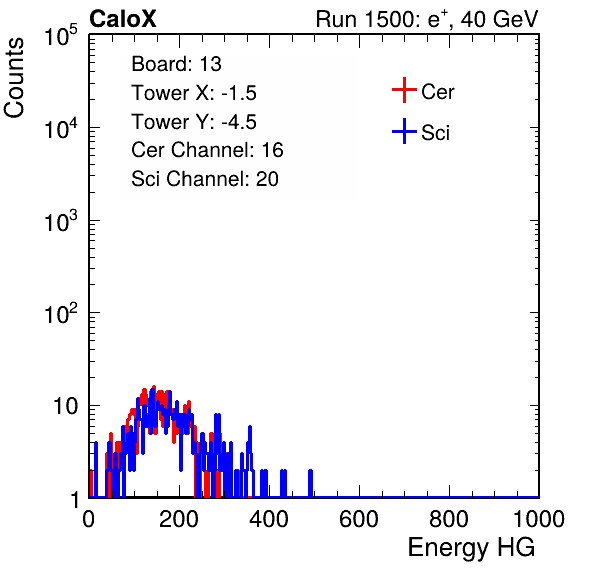 CaloX Run 1500: e⁺, 40 GeV
Counts
10⁵
10⁴
10³
10²
10
1
Board: 13
Tower X: -1.5
Tower Y: -4.5
Cer Channel: 16
Sci Channel: 20
Cer
Sci
0 200 400 600 800 1000
Energy HG